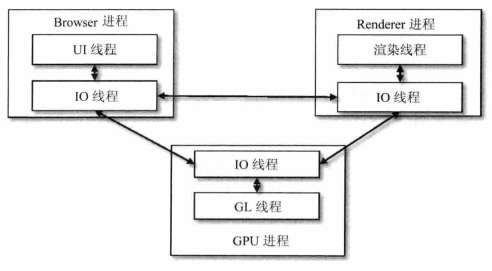 Browser 进程
UI 线程
IO 线程
Renderer 进程
渲染线程
IO 线程
IO 线程
GL 线程
GPU 进程